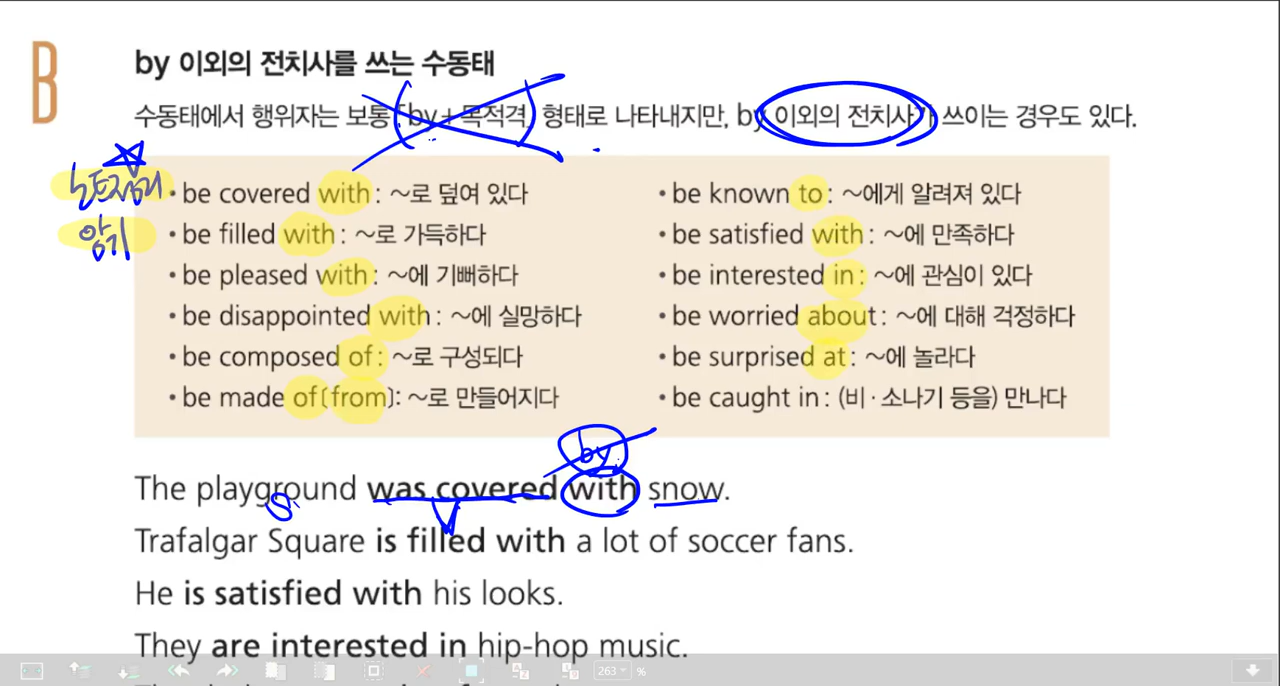 B
by 이외의 전치사를 쓰는 수동태
수동태에서 행위자는 보통 「by + 목적격」 형태로 나타내지만, by 이외의 전치사가 쓰이는 경우도 있다.
노트정리
암기
• be covered with : ~로 덮여 있다
• be filled with : ~로 가득하다
• be pleased with : ~에 기뻐하다
• be disappointed with : ~에 실망하다
• be composed of : ~로 구성되다
• be made of(from): ~로 만들어지다
• be known to : ~에게 알려져 있다
• be satisfied with : ~에 만족하다
• be interested in : ~에 관심이 있다
• be worried about : ~에 대해 걱정하다
• be surprised at : ~에 놀라다
• be caught in : (비 · 소나기 등을) 만나다
by
The playground was covered with snow.
S
V
Trafalgar Square is filled with a lot of soccer fans.
He is satisfied with his looks.
They are interested in hip-hop music.
263 %